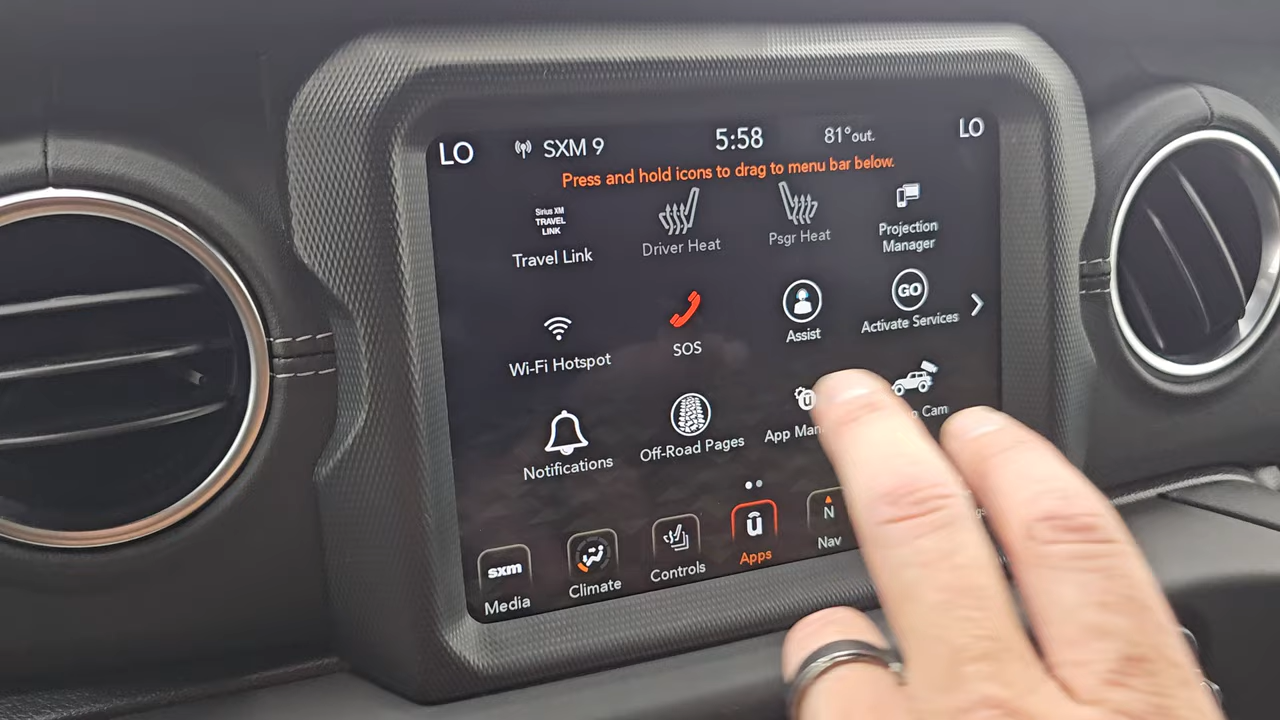 LO SXM 9 5:58 81° out. LO
Press and hold icons to drag to menu bar below.
Sirius XM
TRAVEL
LINK
Travel Link
Driver Heat
Psgr Heat
Projection
Manager
Wi-Fi Hotspot
SOS
Assist
GO
Activate Services
Notifications
Off-Road Pages
App Man
Cam
sxm
Media
Climate
Controls
Apps
N
Nav